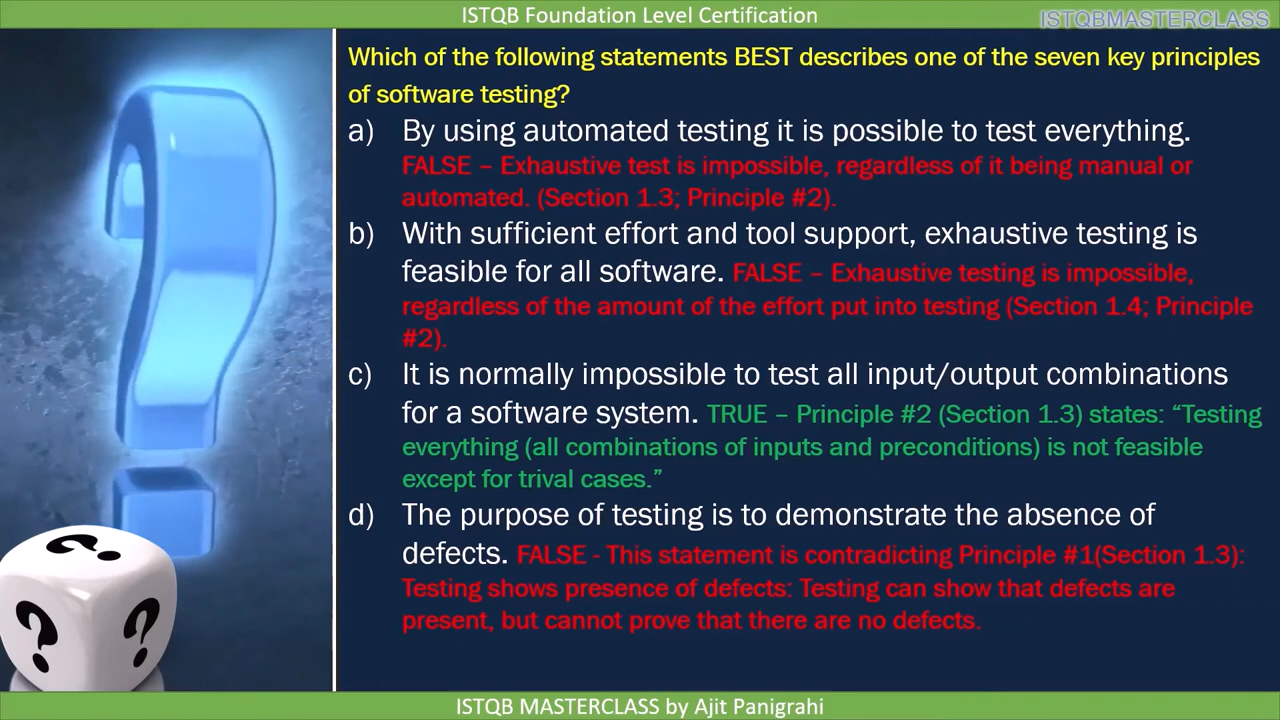 ISTQB Foundation Level Certification
ISTQBMASTERCLASS
Which of the following statements BEST describes one of the seven key principles
of software testing?
a) By using automated testing it is possible to test everything.
FALSE – Exhaustive test is impossible, regardless of it being manual or
automated. (Section 1.3; Principle #2).
b) With sufficient effort and tool support, exhaustive testing is
feasible for all software. FALSE – Exhaustive testing is impossible,
regardless of the amount of the effort put into testing (Section 1.4; Principle
#2).
c) It is normally impossible to test all input/output combinations
for a software system. TRUE – Principle #2 (Section 1.3) states: “Testing
everything (all combinations of inputs and preconditions) is not feasible
except for trival cases.”
d) The purpose of testing is to demonstrate the absence of
defects. FALSE - This statement is contradicting Principle #1(Section 1.3):
Testing shows presence of defects: Testing can show that defects are
present, but cannot prove that there are no defects.
ISTQB MASTERCLASS by Ajit Panigrahi